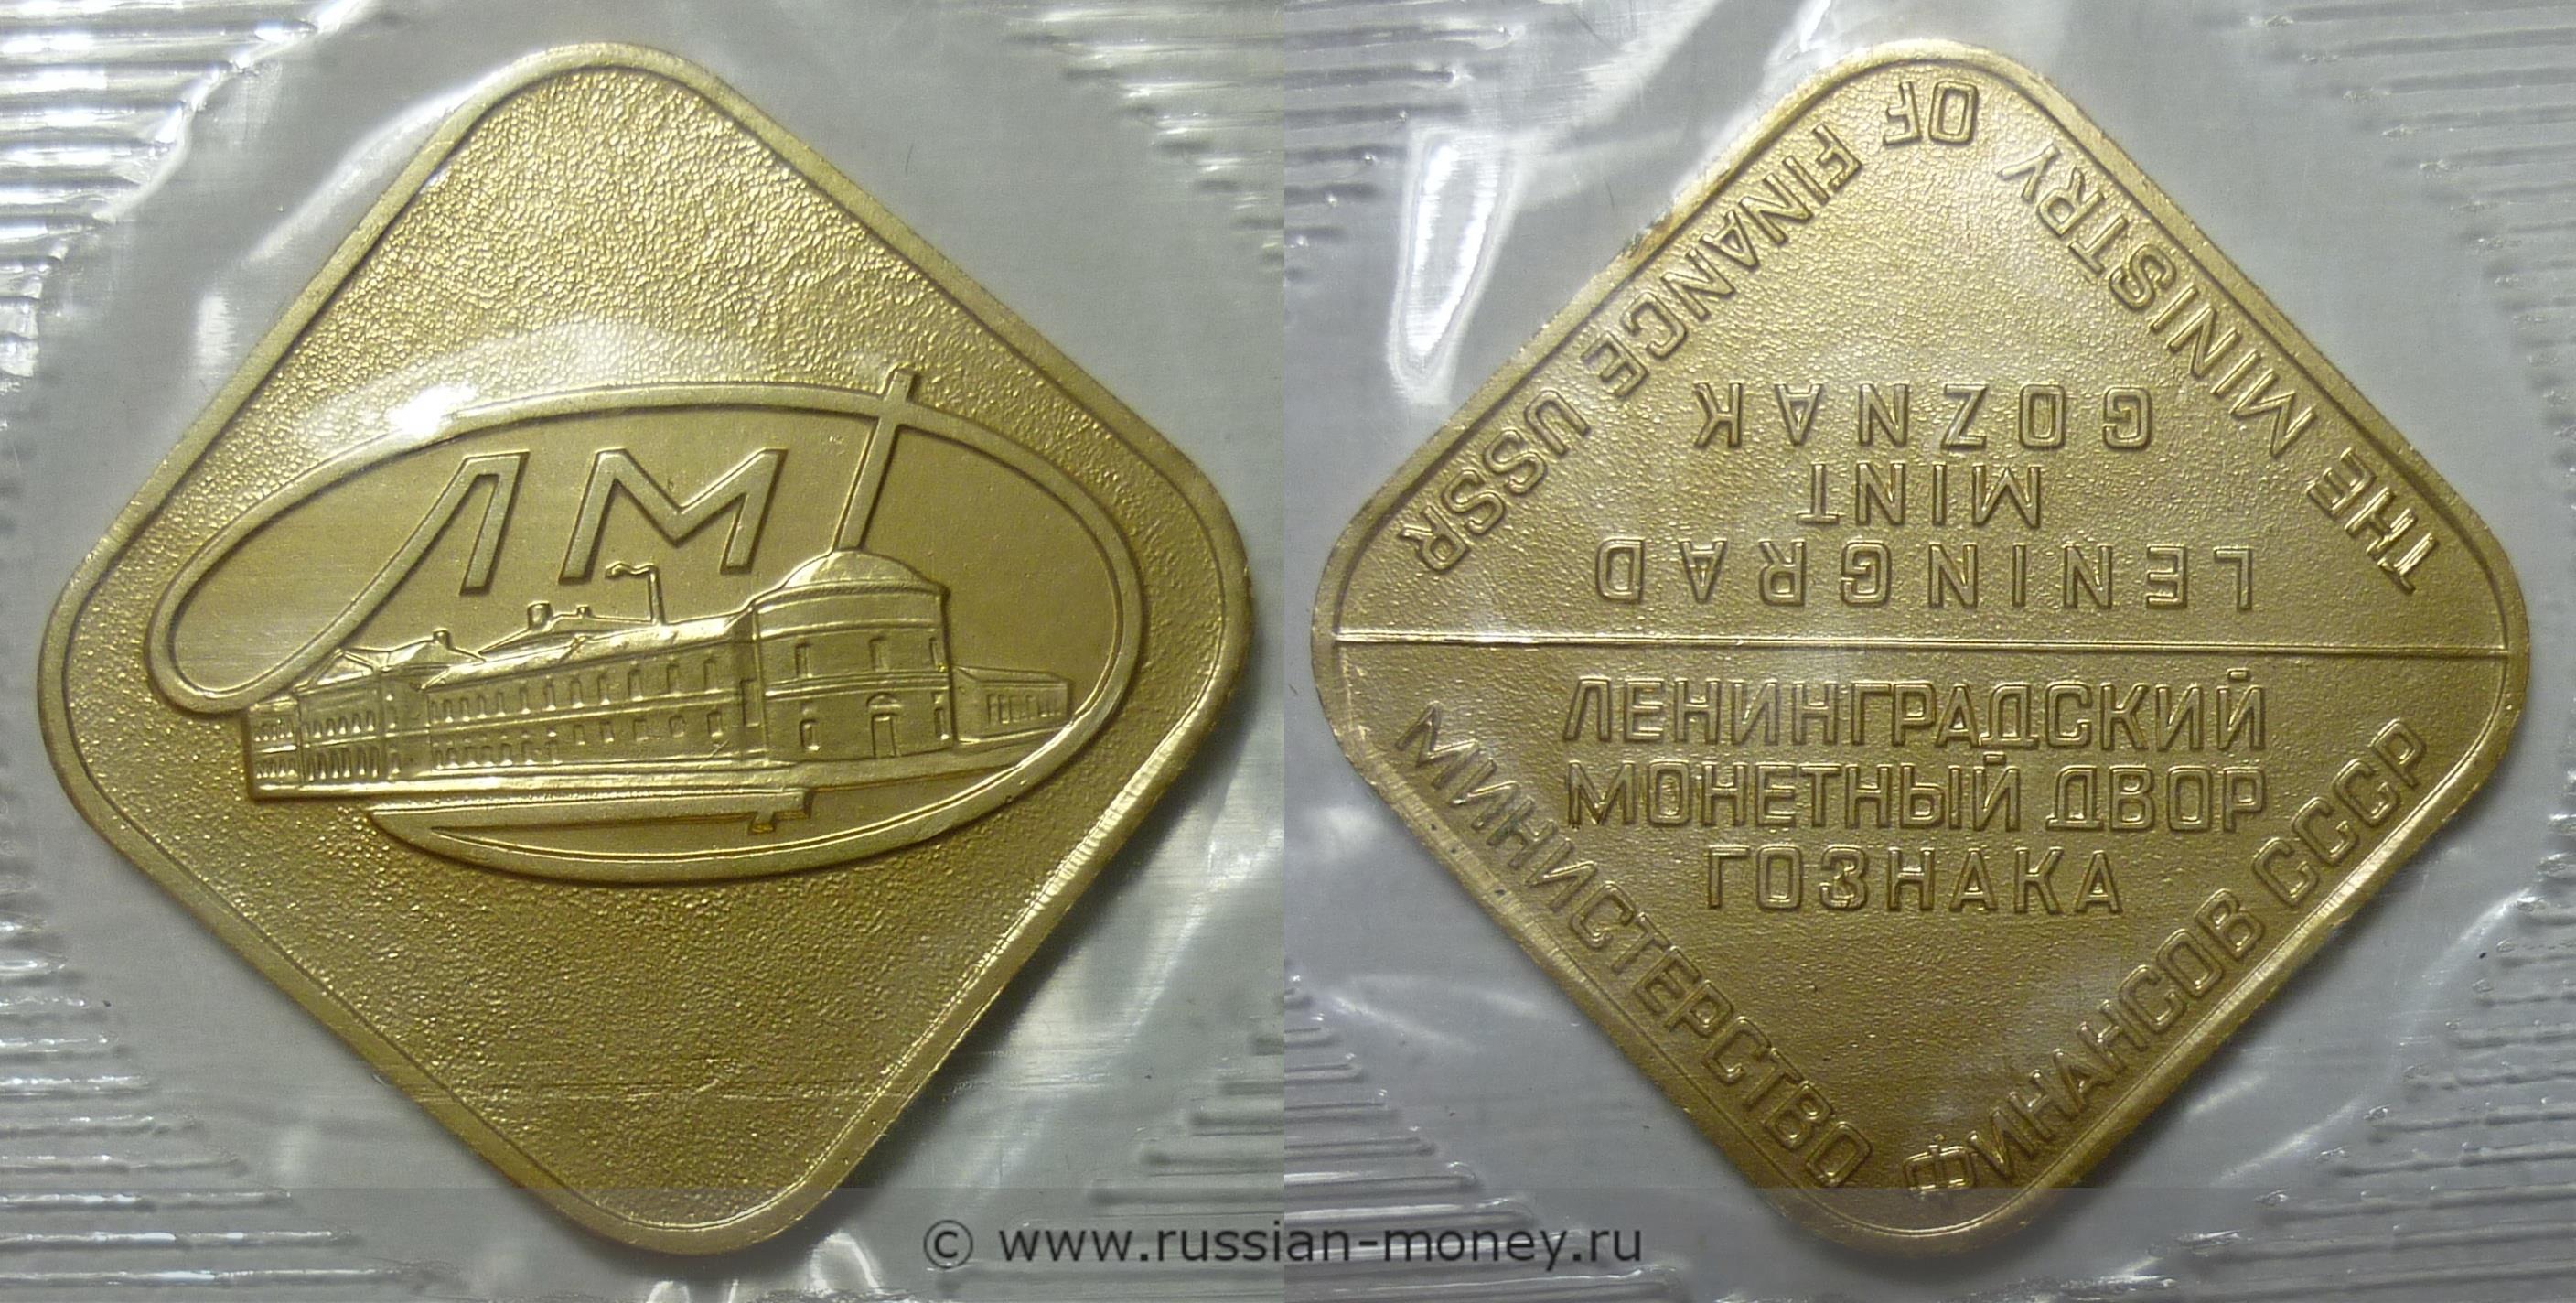 ЛМ
THE MINISTRY OF FINANCE USSR
LENINGRAD
MINT
GOZNAK
ЛЕНИНГРАДСКИЙ
МОНЕТНЫЙ ДВОР
ГОЗНАКА
МИНИСТЕРСТВО ФИНАНСОВ СССР
© www.russian-money.ru